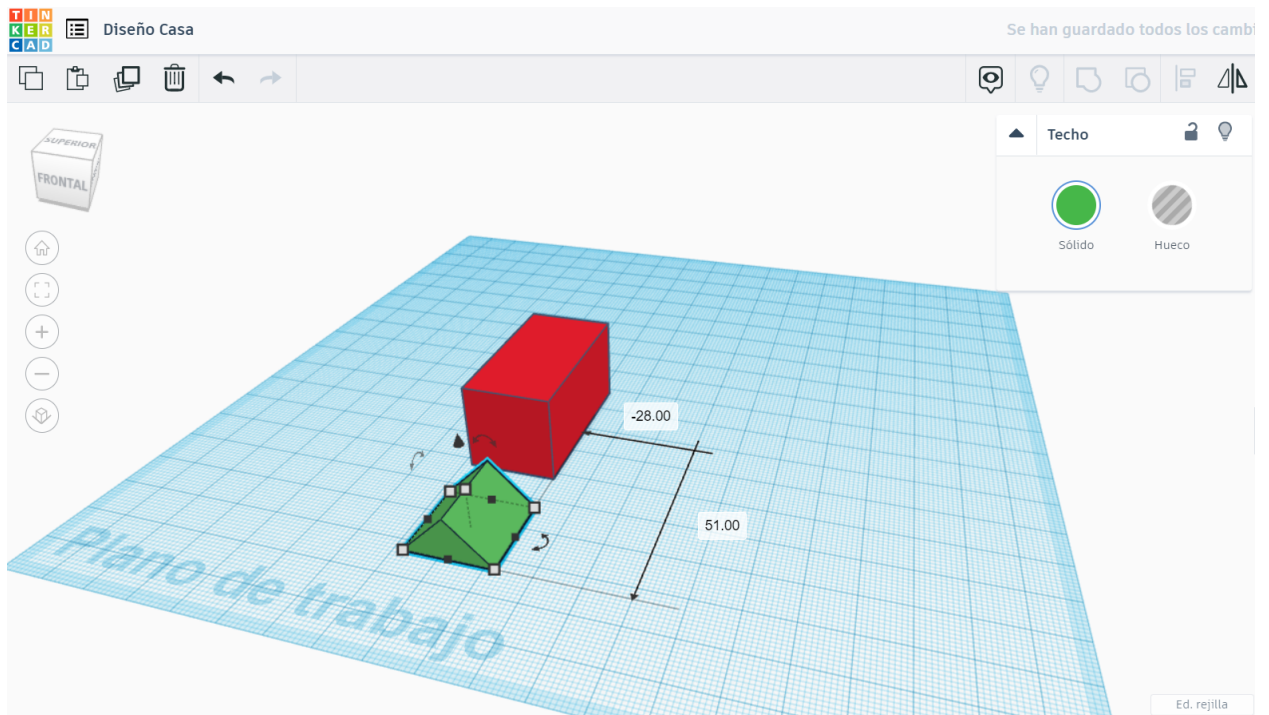 TIN
KER
CAD
Diseño Casa
Se han guardado todos los cambi
SUPERIOR
FRONTAL
Techo
Sólido
Hueco
-28.00
51.00
Plano de trabajo
Ed. rejilla